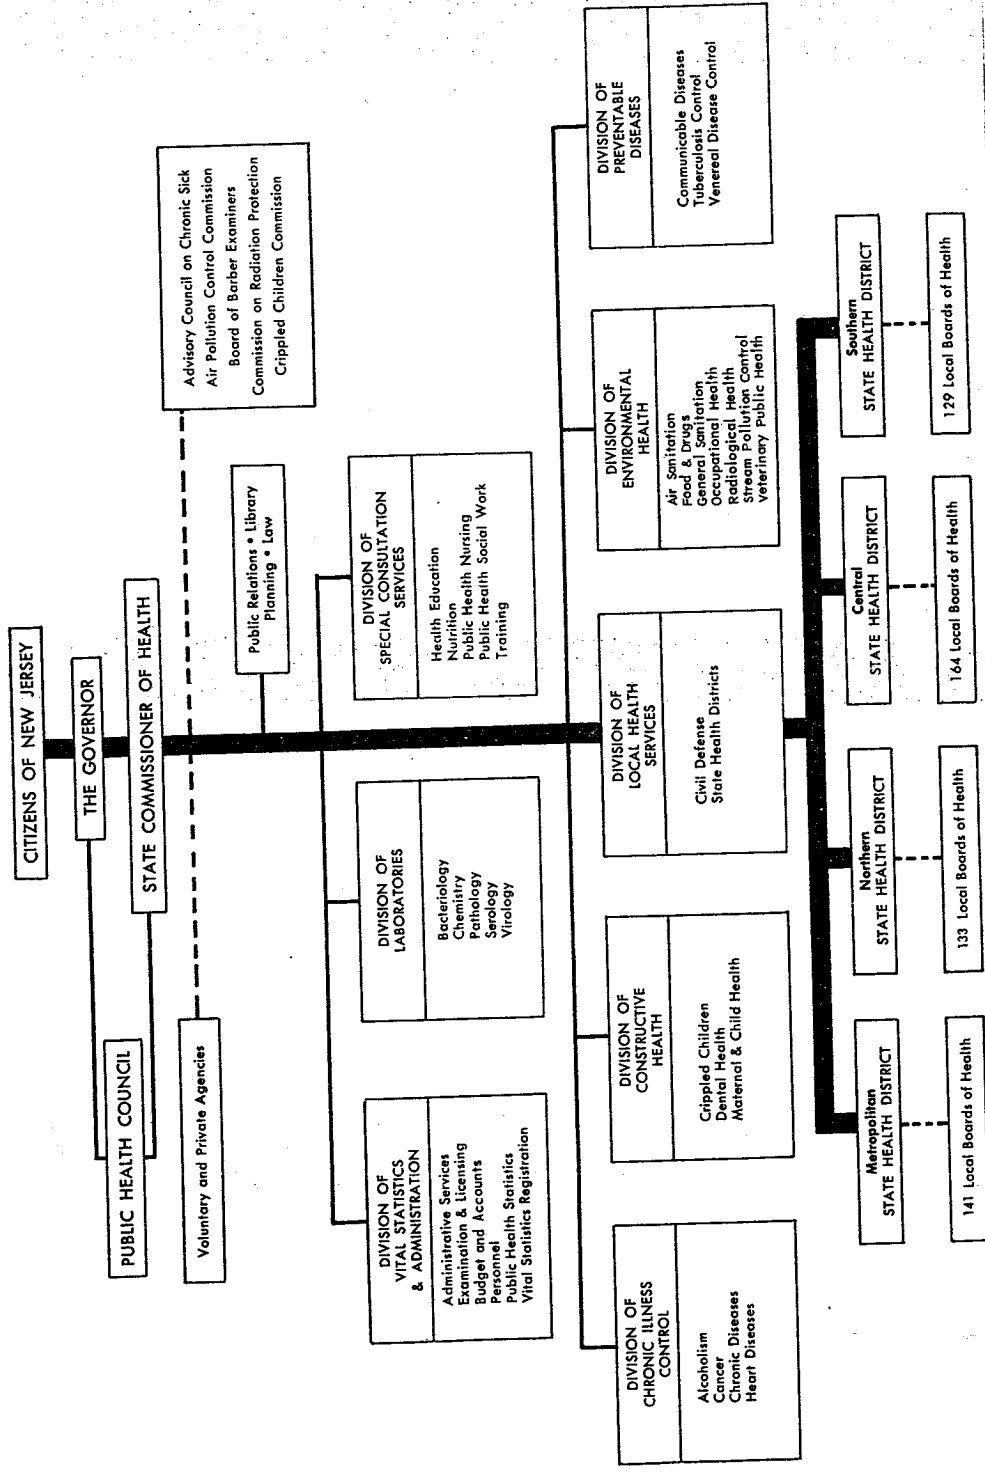 CITIZENS OF NEW JERSEY
THE GOVERNOR
PUBLIC HEALTH COUNCIL
STATE COMMISSIONER OF HEALTH
Voluntary and Private Agencies
Advisory Council on Chronic Sick
Air Pollution Control Commission
Board of Barber Examiners
Commission on Radiation Protection
Crippled Children Commission
Public Relations • Library
Planning • Law
DIVISION OF
VITAL STATISTICS
& ADMINISTRATION
Administrative Services
Examination & Licensing
Budget and Accounts
Personnel
Public Health Statistics
Vital Statistics Registration
DIVISION OF
LABORATORIES
Bacteriology
Chemistry
Pathology
Serology
Virology
DIVISION OF
SPECIAL CONSULTATION
SERVICES
Health Education
Nutrition
Public Health Nursing
Public Health Social Work
Training
DIVISION OF
CHRONIC ILLNESS
CONTROL
Alcoholism
Cancer
Chronic Diseases
Heart Diseases
DIVISION OF
CONSTRUCTIVE
HEALTH
Crippled Children
Dental Health
Maternal & Child Health
DIVISION OF
LOCAL HEALTH
SERVICES
Civil Defense
State Health Districts
DIVISION OF
ENVIRONMENTAL
HEALTH
Air Sanitation
Food & Drugs
General Sanitation
Occupational Health
Radiological Health
Stream Pollution Control
Veterinary Public Health
DIVISION OF
PREVENTABLE
DISEASES
Communicable Diseases
Tuberculosis Control
Venereal Disease Control
Metropolitan
STATE HEALTH DISTRICT
141 Local Boards of Health
Northern
STATE HEALTH DISTRICT
133 Local Boards of Health
Central
STATE HEALTH DISTRICT
164 Local Boards of Health
Southern
STATE HEALTH DISTRICT
129 Local Boards of Health